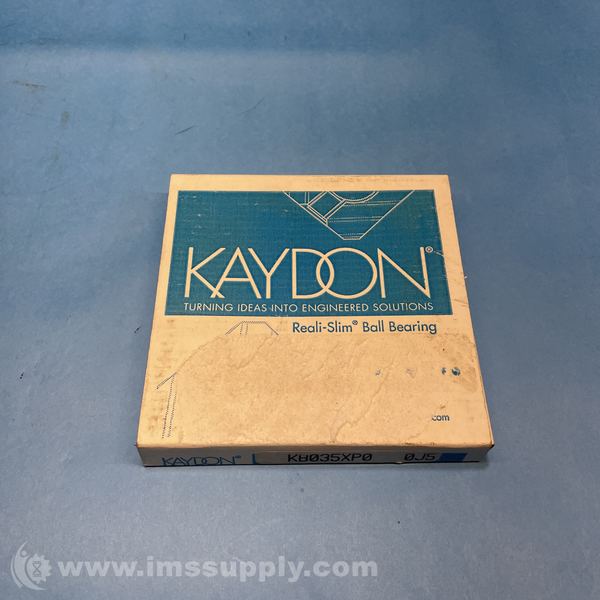 KAYDON®
TURNING IDEAS INTO ENGINEERED SOLUTIONS
Reali-Slim® Ball Bearing
.com
KAYDON® KB035XP0 0J5
www.imssupply.com